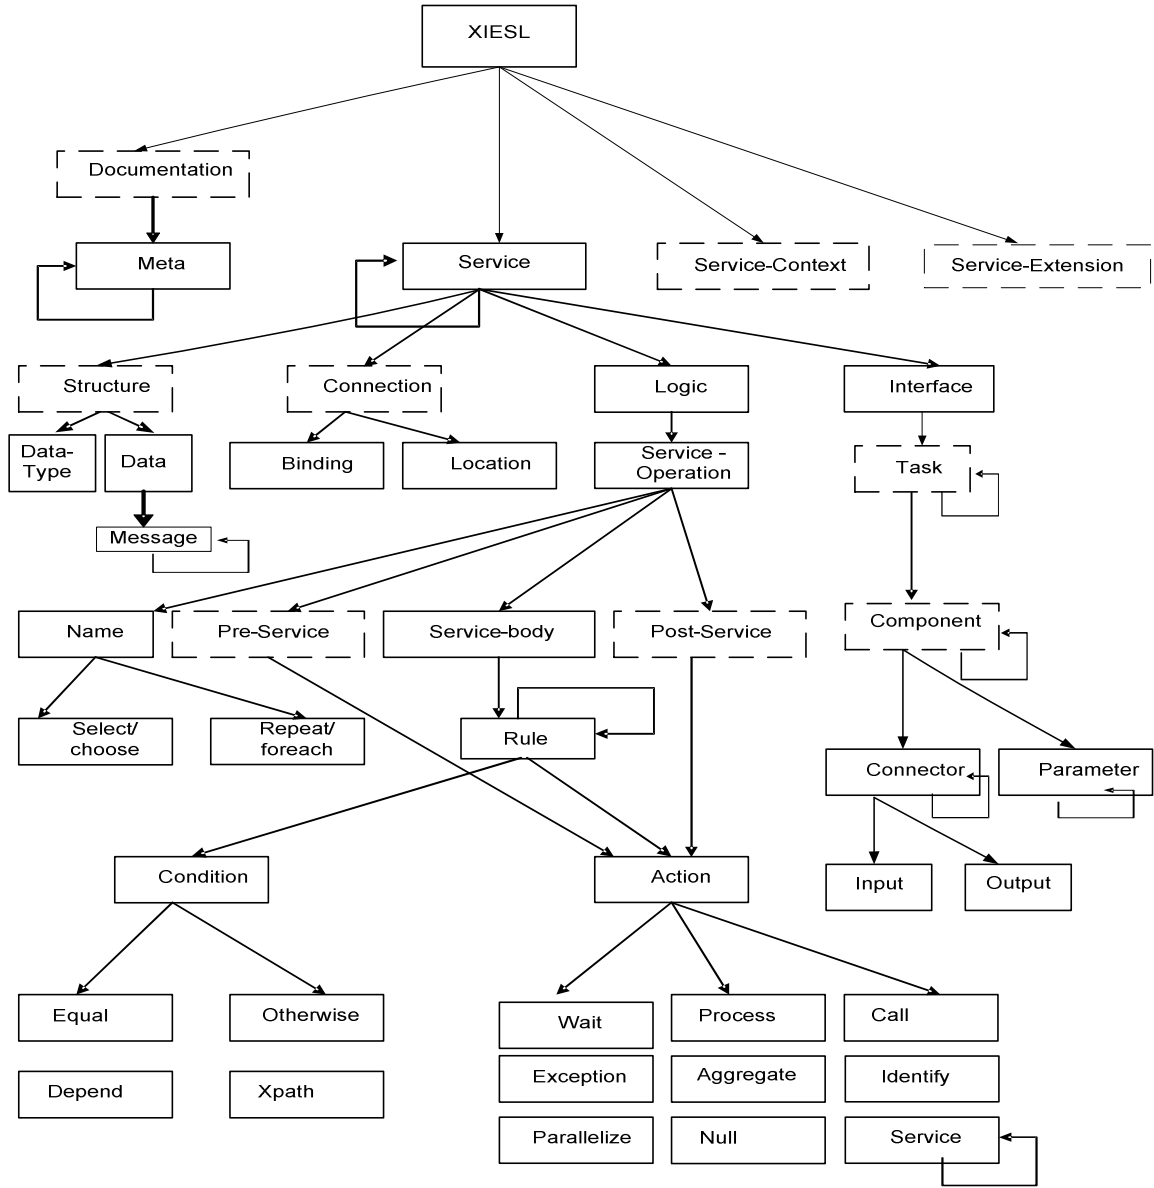 XIESL
Documentation
Meta
Service
Service-Context
Service-Extension
Structure
Connection
Logic
Interface
Data-
Type
Data
Binding
Location
Service -
Operation
Task
Message
Name
Pre-Service
Service-body
Post-Service
Component
Select/
choose
Repeat/
foreach
Rule
Connector
Parameter
Condition
Action
Input
Output
Equal
Otherwise
Wait
Process
Call
Depend
Xpath
Exception
Aggregate
Identify
Parallelize
Null
Service